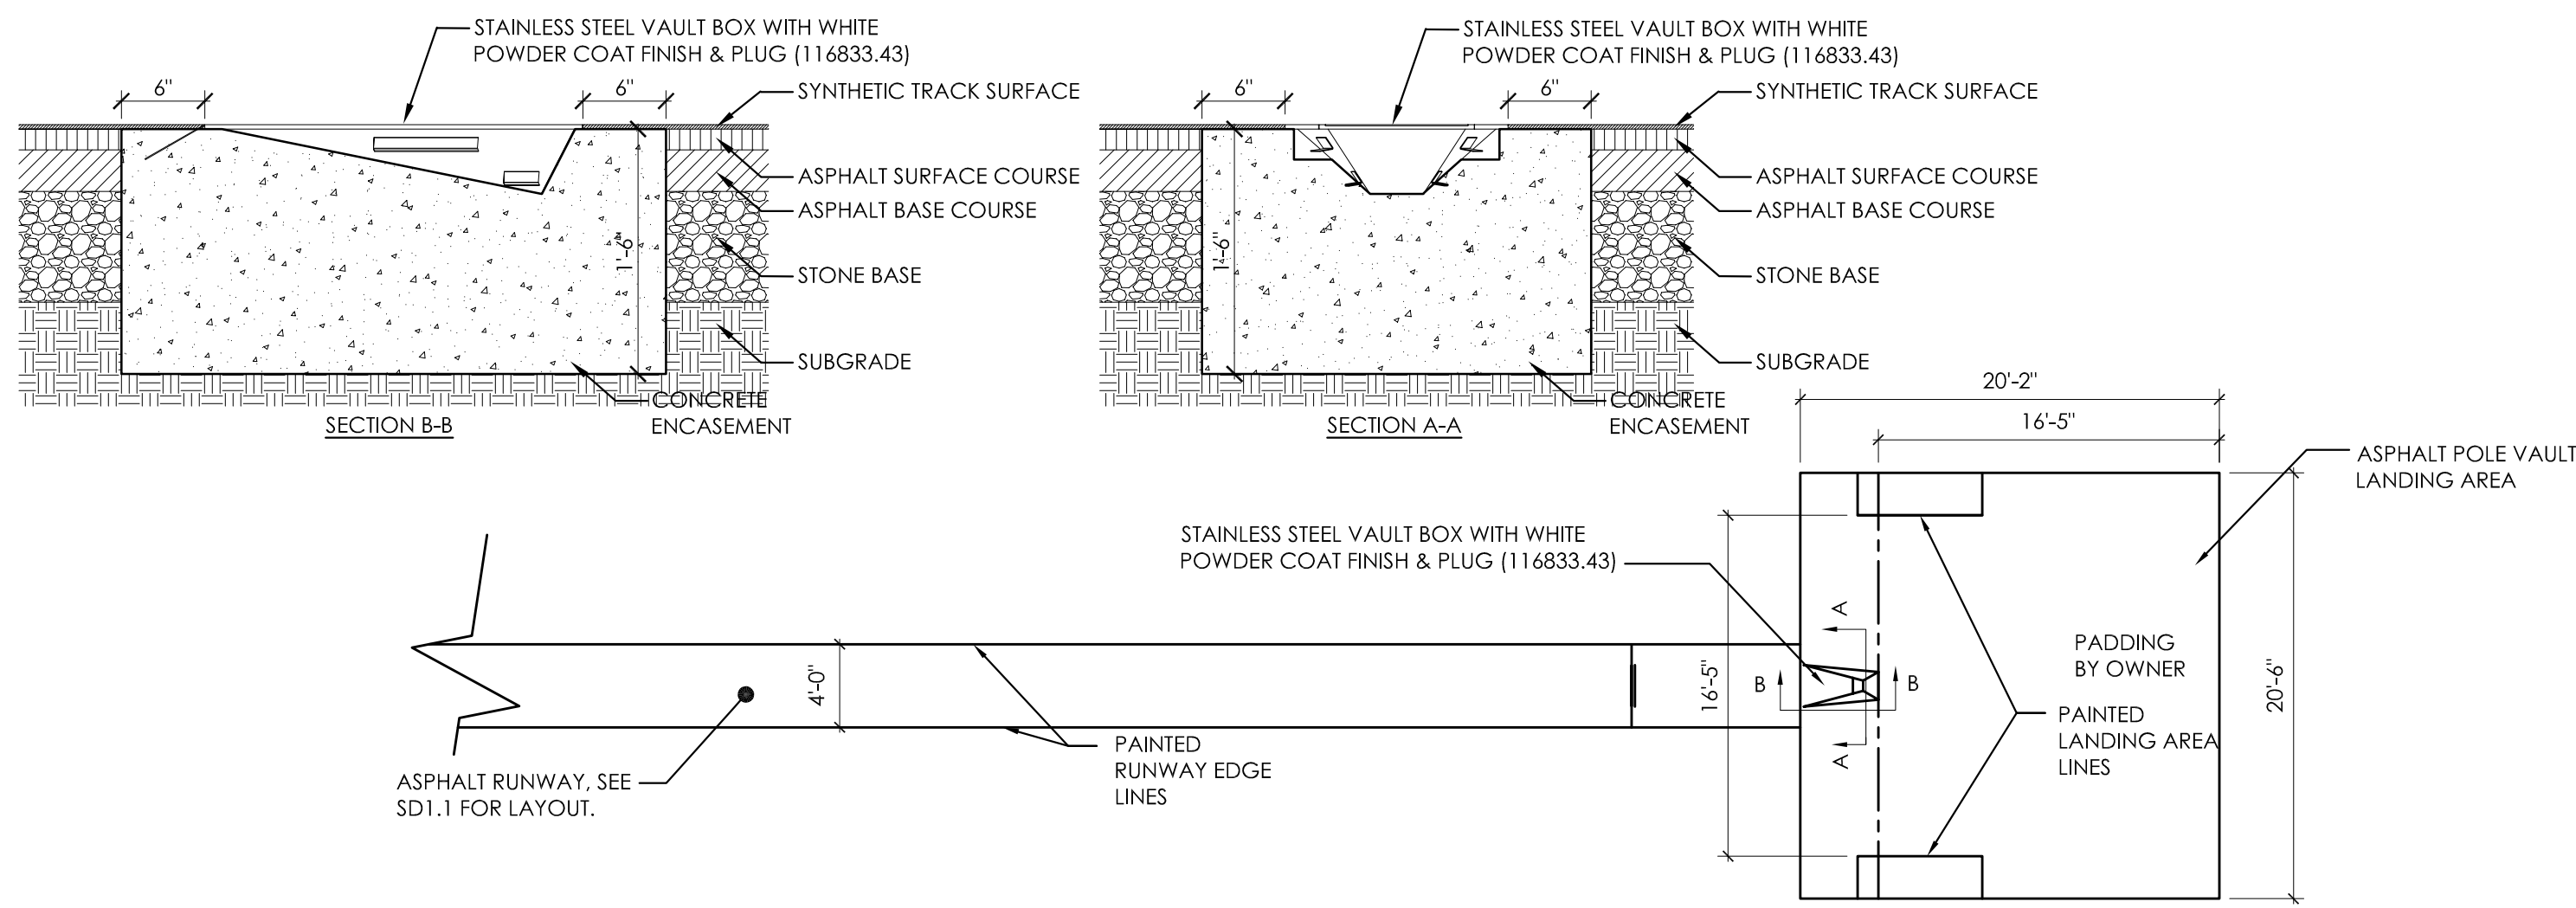 STAINLESS STEEL VAULT BOX WITH WHITE
POWDER COAT FINISH & PLUG (116833.43)
6"
6"
SYNTHETIC TRACK SURFACE
ASPHALT SURFACE COURSE
ASPHALT BASE COURSE
1'-6"
STONE BASE
SUBGRADE
CONCRETE
ENCASEMENT
SECTION B-B
STAINLESS STEEL VAULT BOX WITH WHITE
POWDER COAT FINISH & PLUG (116833.43)
6"
6"
SYNTHETIC TRACK SURFACE
ASPHALT SURFACE COURSE
ASPHALT BASE COURSE
1'-6"
STONE BASE
SUBGRADE
CONCRETE
ENCASEMENT
SECTION A-A
20'-2"
16'-5"
ASPHALT POLE VAULT
LANDING AREA
STAINLESS STEEL VAULT BOX WITH WHITE
POWDER COAT FINISH & PLUG (116833.43)
A
A
B
B
16'-5"
4'-0"
20'-6"
PADDING
BY OWNER
PAINTED
LANDING AREA
LINES
PAINTED
RUNWAY EDGE
LINES
ASPHALT RUNWAY, SEE
SD1.1 FOR LAYOUT.